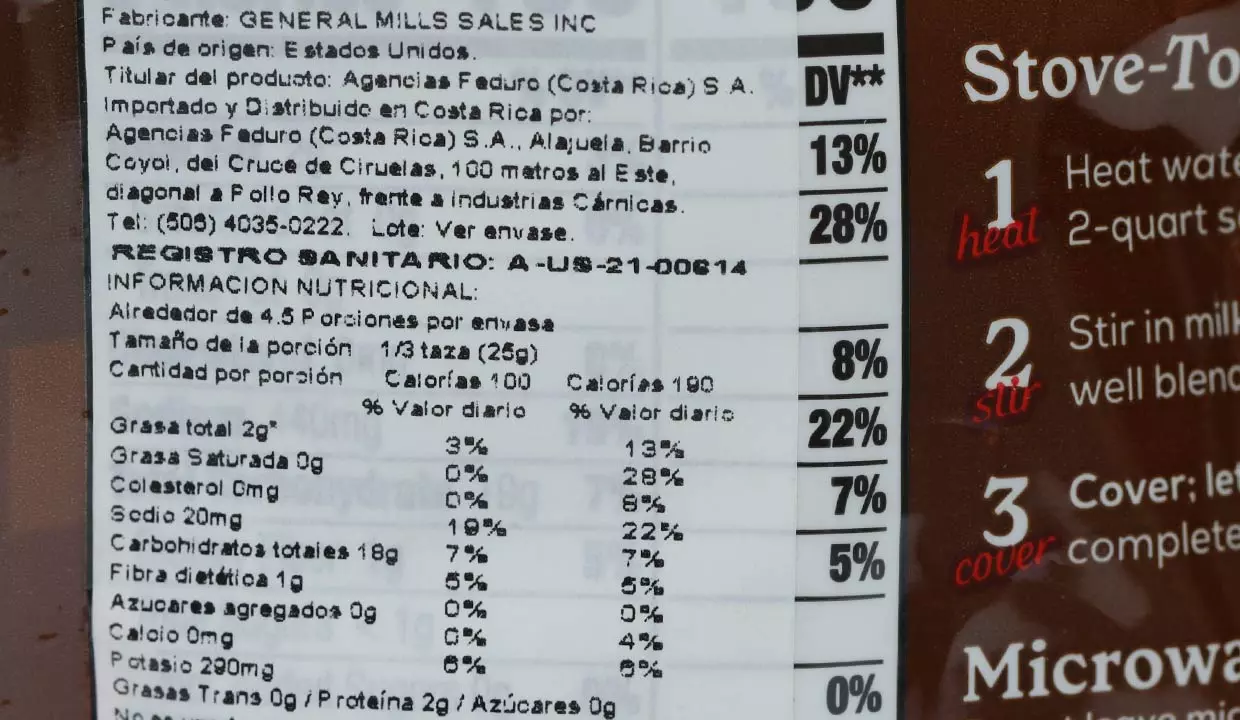 Fabricante: GENERAL MILLS SALES INC
País de origen: Estados Unidos.
Titular del producto: Agencias Feduro (Costa Rica) S A.
Importado y Distribuido en Costa Rica por:
Agencias Feduro (Costa Rica) S.A., Alajuela, Barrio
Coyol, del Cruce de Ciruelas, 100 metros al Este,
diagonal a Pollo Rey, frente a industrias Cárnicas.
Tel: (506) 4035-0222. Lote: Ver envase.
REGISTRO SANITARIO: A-US-21-00614
INFORMACION NUTRICIONAL:
Alrededor de 4.5 Porciones por envase
Tamaño de la porción 1/3 taza (25g)
Cantidad por porción Calorías 100 Calorías 190
% Valor diario % Valor diario
Grasa total 2g* 3% 13%
Grasa Saturada 0g 0% 28%
Colesterol 0mg 0% 8%
Sodio 20mg 19% 22%
Carbohidratos totales 18g 7% 7%
Fibra dietética 1g 5% 5%
Azucares agregados 0g 0% 0%
Calcio 0mg 0% 4%
Potasio 290mg 6% 8%
Grasas Trans 0g / Proteína 2g / Azúcares 0g
DV**
13%
28%
8%
22%
7%
5%
0%
Stove-To
1 heat Heat wate
2-quart s
2 stir Stir in milk
well blend
3 cover Cover; let
complete
Microwa